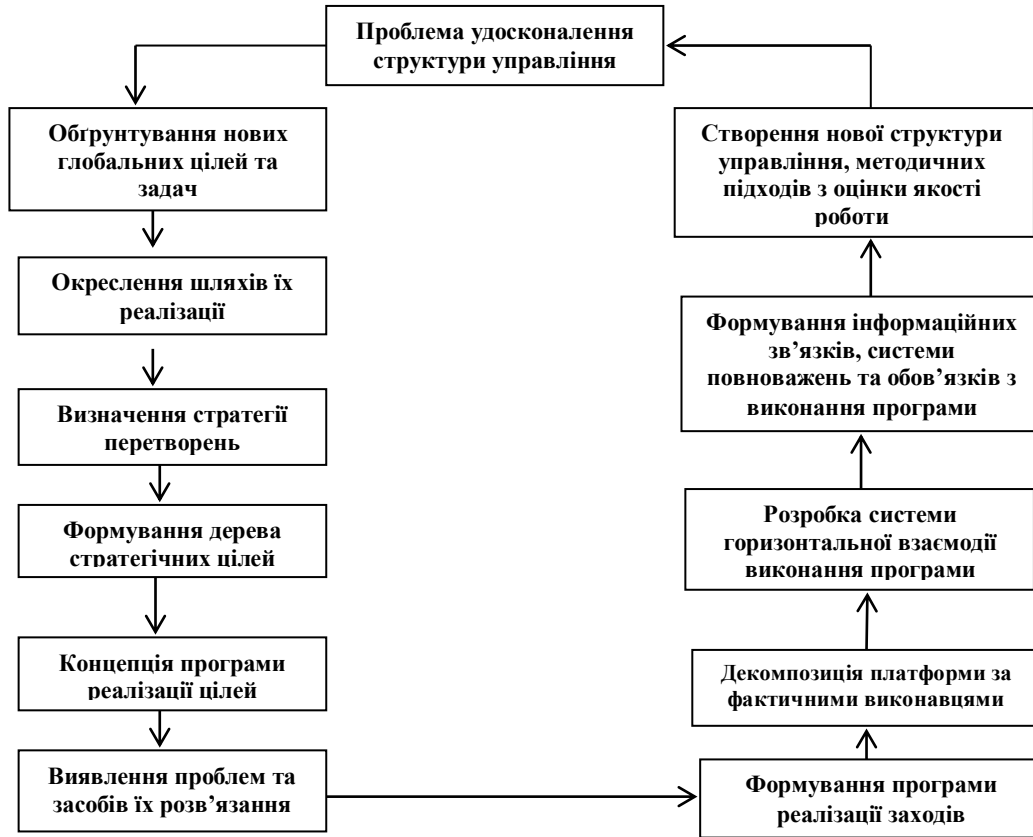 Проблема удосконалення
структури управління
Обґрунтування нових
глобальних цілей та
задач
Окреслення шляхів їх
реалізації
Визначення стратегії
перетворень
Формування дерева
стратегічних цілей
Концепція програми
реалізації цілей
Виявлення проблем та
засобів їх розв’язання
Формування програми
реалізації заходів
Декомпозиція платформи за
фактичними виконавцями
Розробка системи
горизонтальної взаємодії
виконання програми
Формування інформаційних
зв’язків, системи
повноважень та обов’язків з
виконання програми
Створення нової структури
управління, методичних
підходів з оцінки якості
роботи